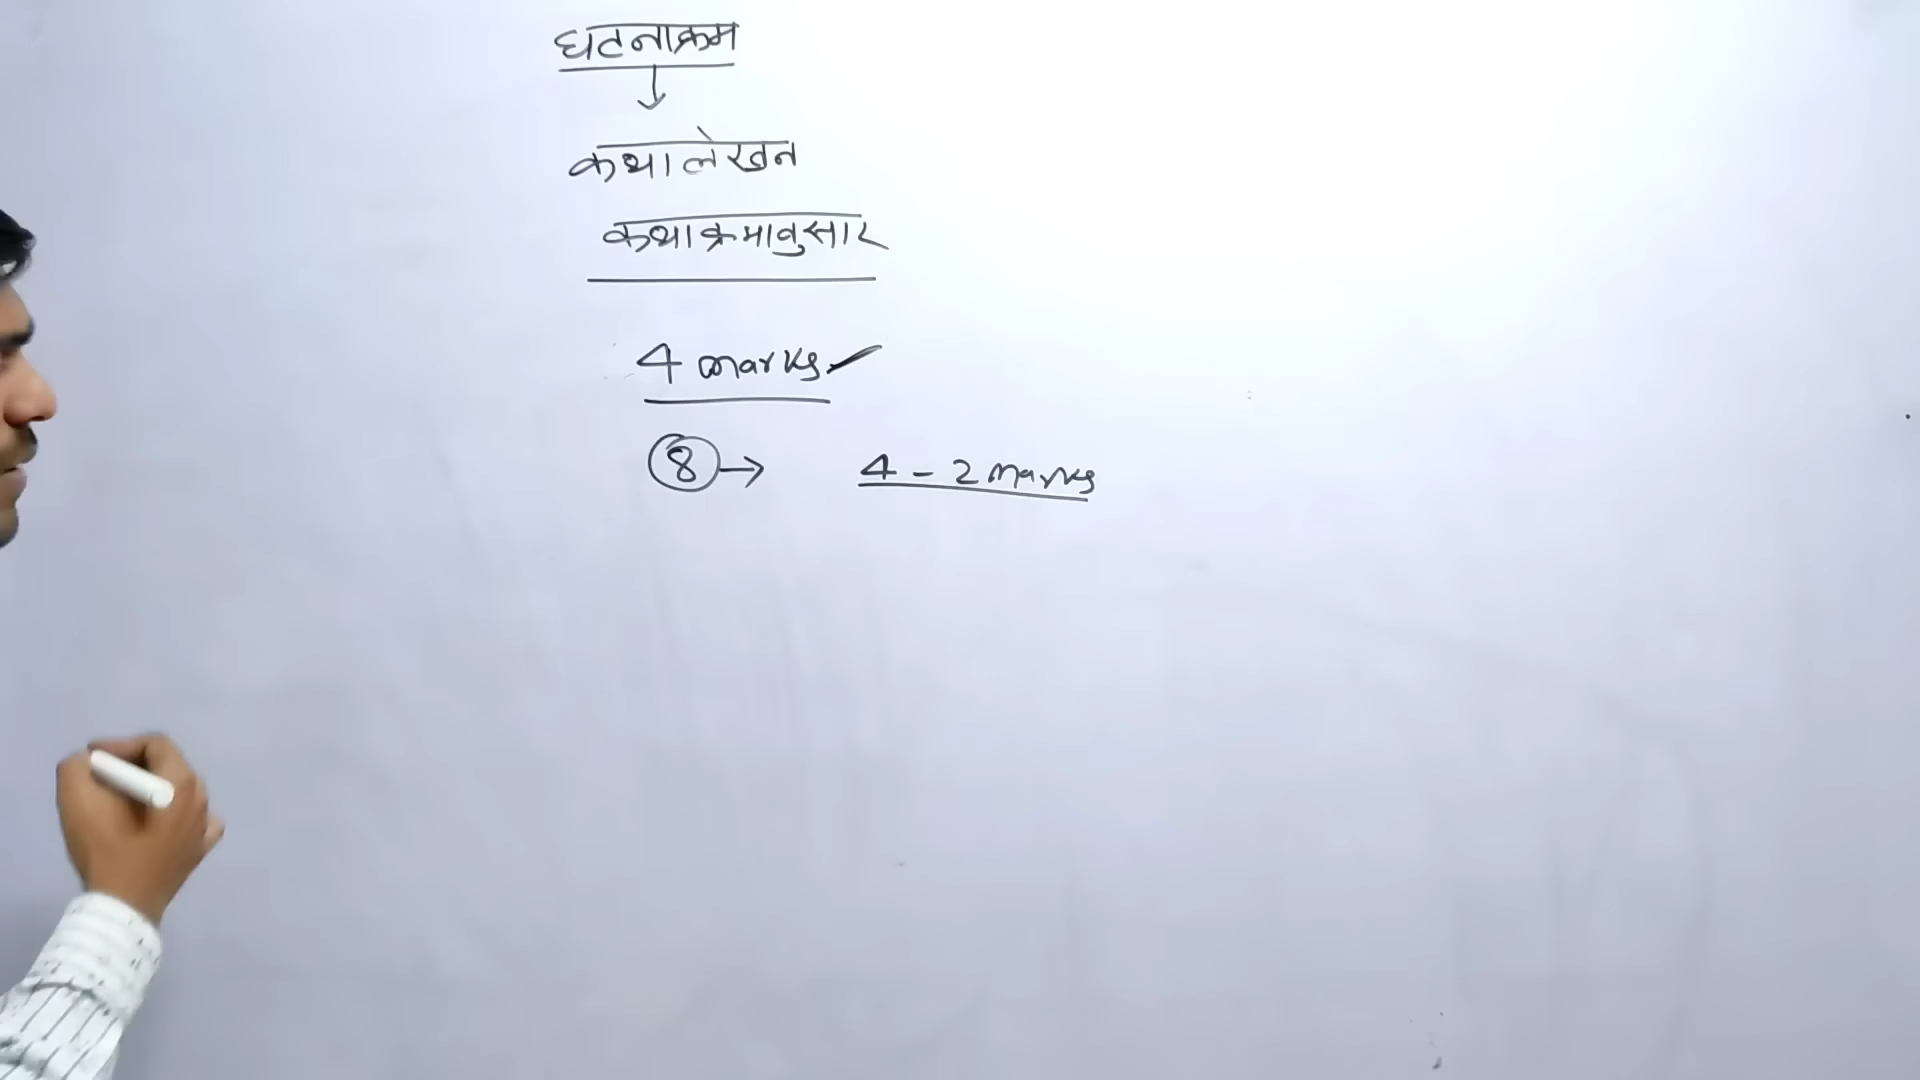 घटनाक्रम
↓
कथालेखन
कथाक्रमानुसार
4 marks ✓
8 → 4 - 2 marks